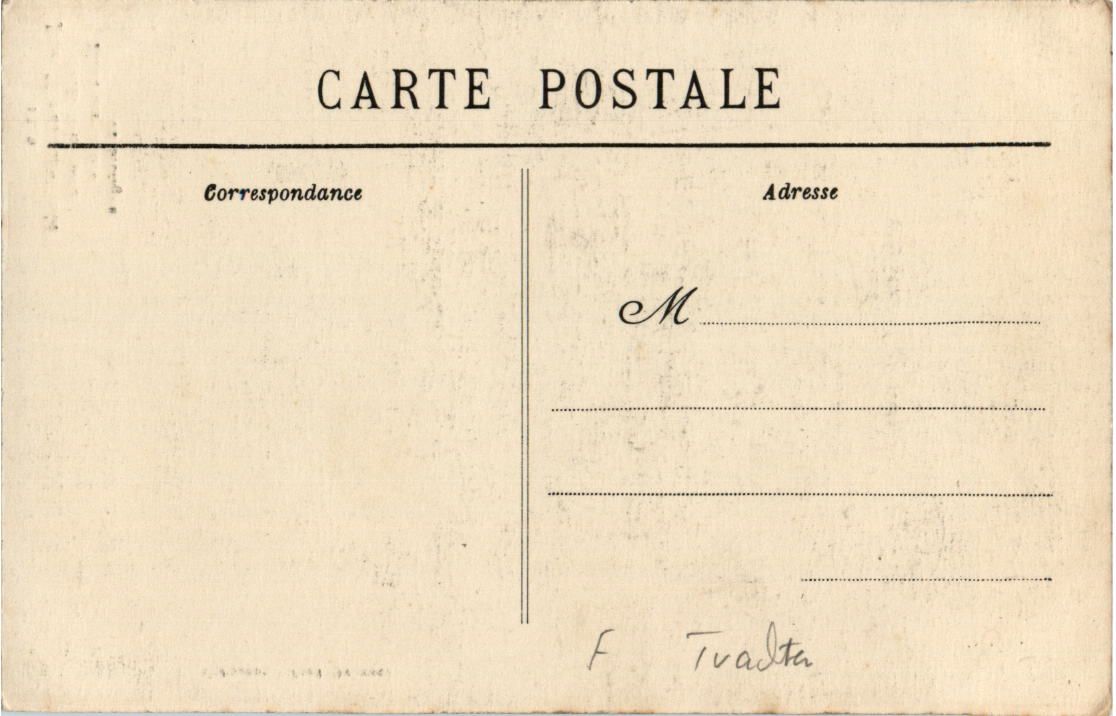 CARTE POSTALE
Correspondance
Adresse
M
F